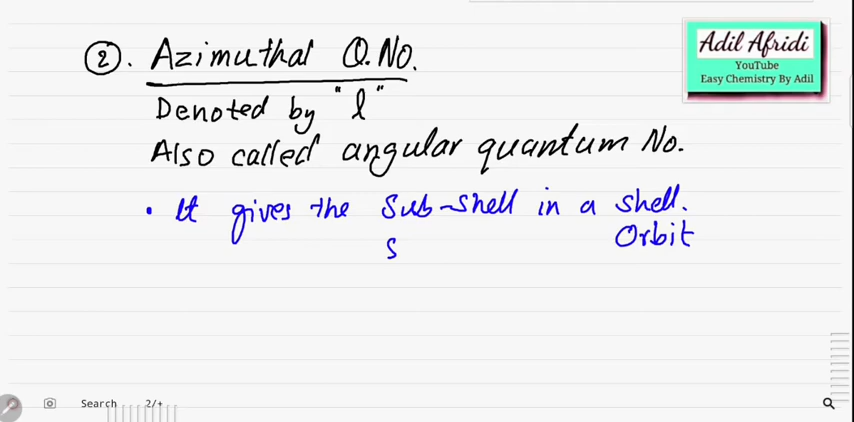 Adil Afridi
YouTube
Easy Chemistry By Adil
②. Azimuthal Q.No.
Denoted by "l"
Also called angular quantum No.
• It gives the Sub-shell in a shell.
S Orbit
Search 2/+